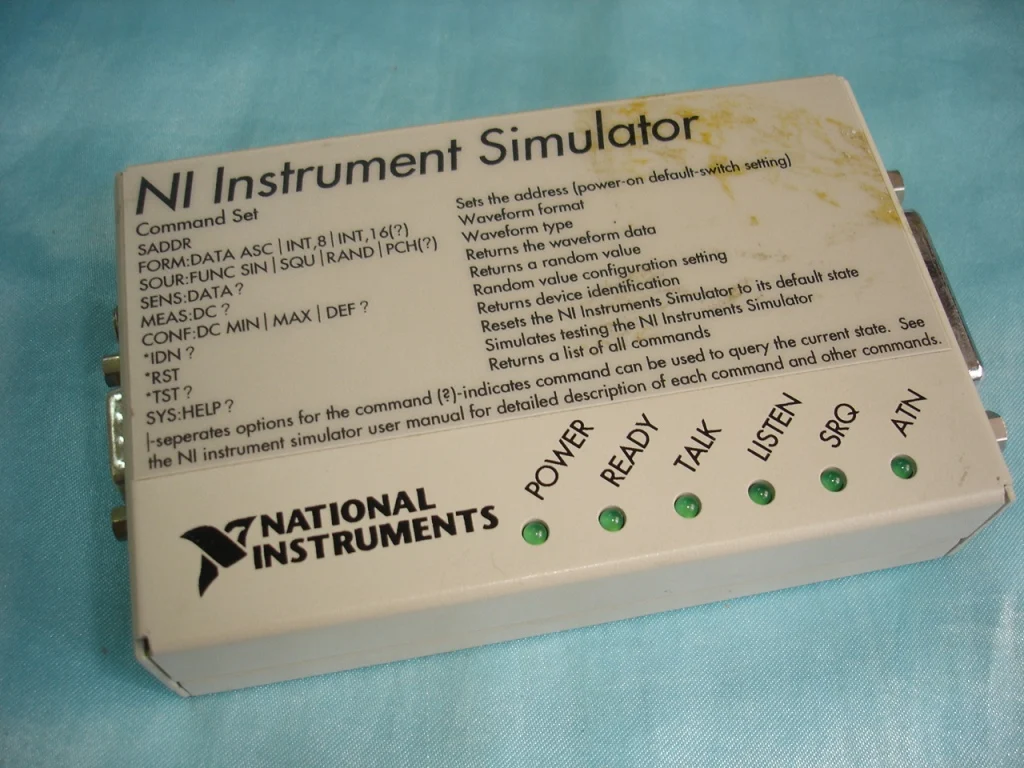 NI Instrument Simulator
Command Set
SADDR Sets the address (power-on default-switch setting)
FORM:DATA ASC | INT,8 | INT,16(?) Waveform format
SOUR:FUNC SIN | SQU | RAND | PCH(?) Waveform type
SENS:DATA? Returns the waveform data
MEAS:DC ? Returns a random value
CONF:DC MIN | MAX | DEF ? Random value configuration setting
*IDN ? Returns device identification
*RST Resets the NI Instruments Simulator to its default state
*TST ? Simulates testing the NI Instruments Simulator
SYS:HELP ? Returns a list of all commands
|-seperates options for the command (?)-indicates command can be used to query the current state. See
the NI instrument simulator user manual for detailed description of each command and other commands.
POWER READY TALK LISTEN SRQ ATN
NATIONAL
INSTRUMENTS